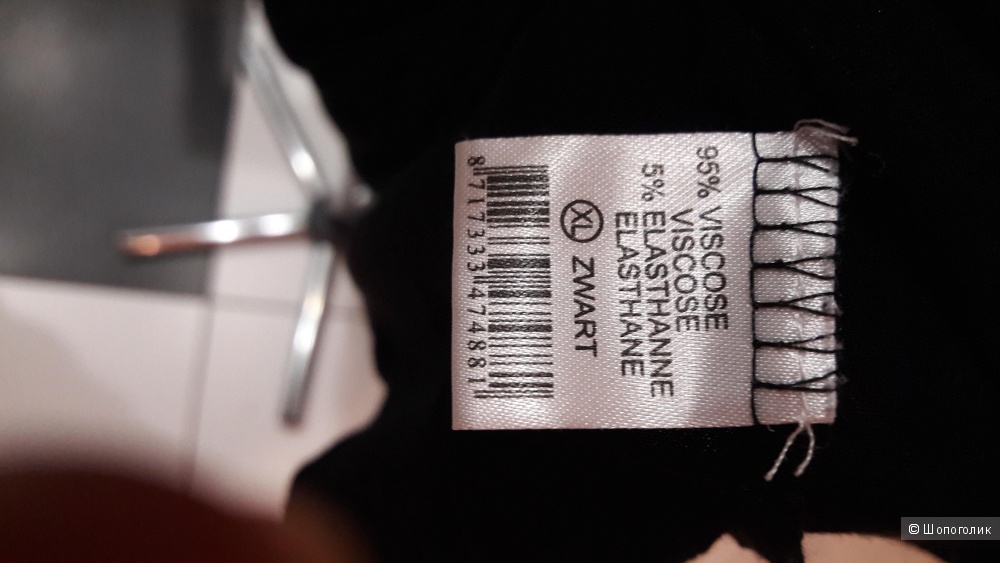 95% VISCOSE
VISCOSE
5% ELASTHANNE
ELASTHANE
XL ZWART
8717333474881
© Шопоголик